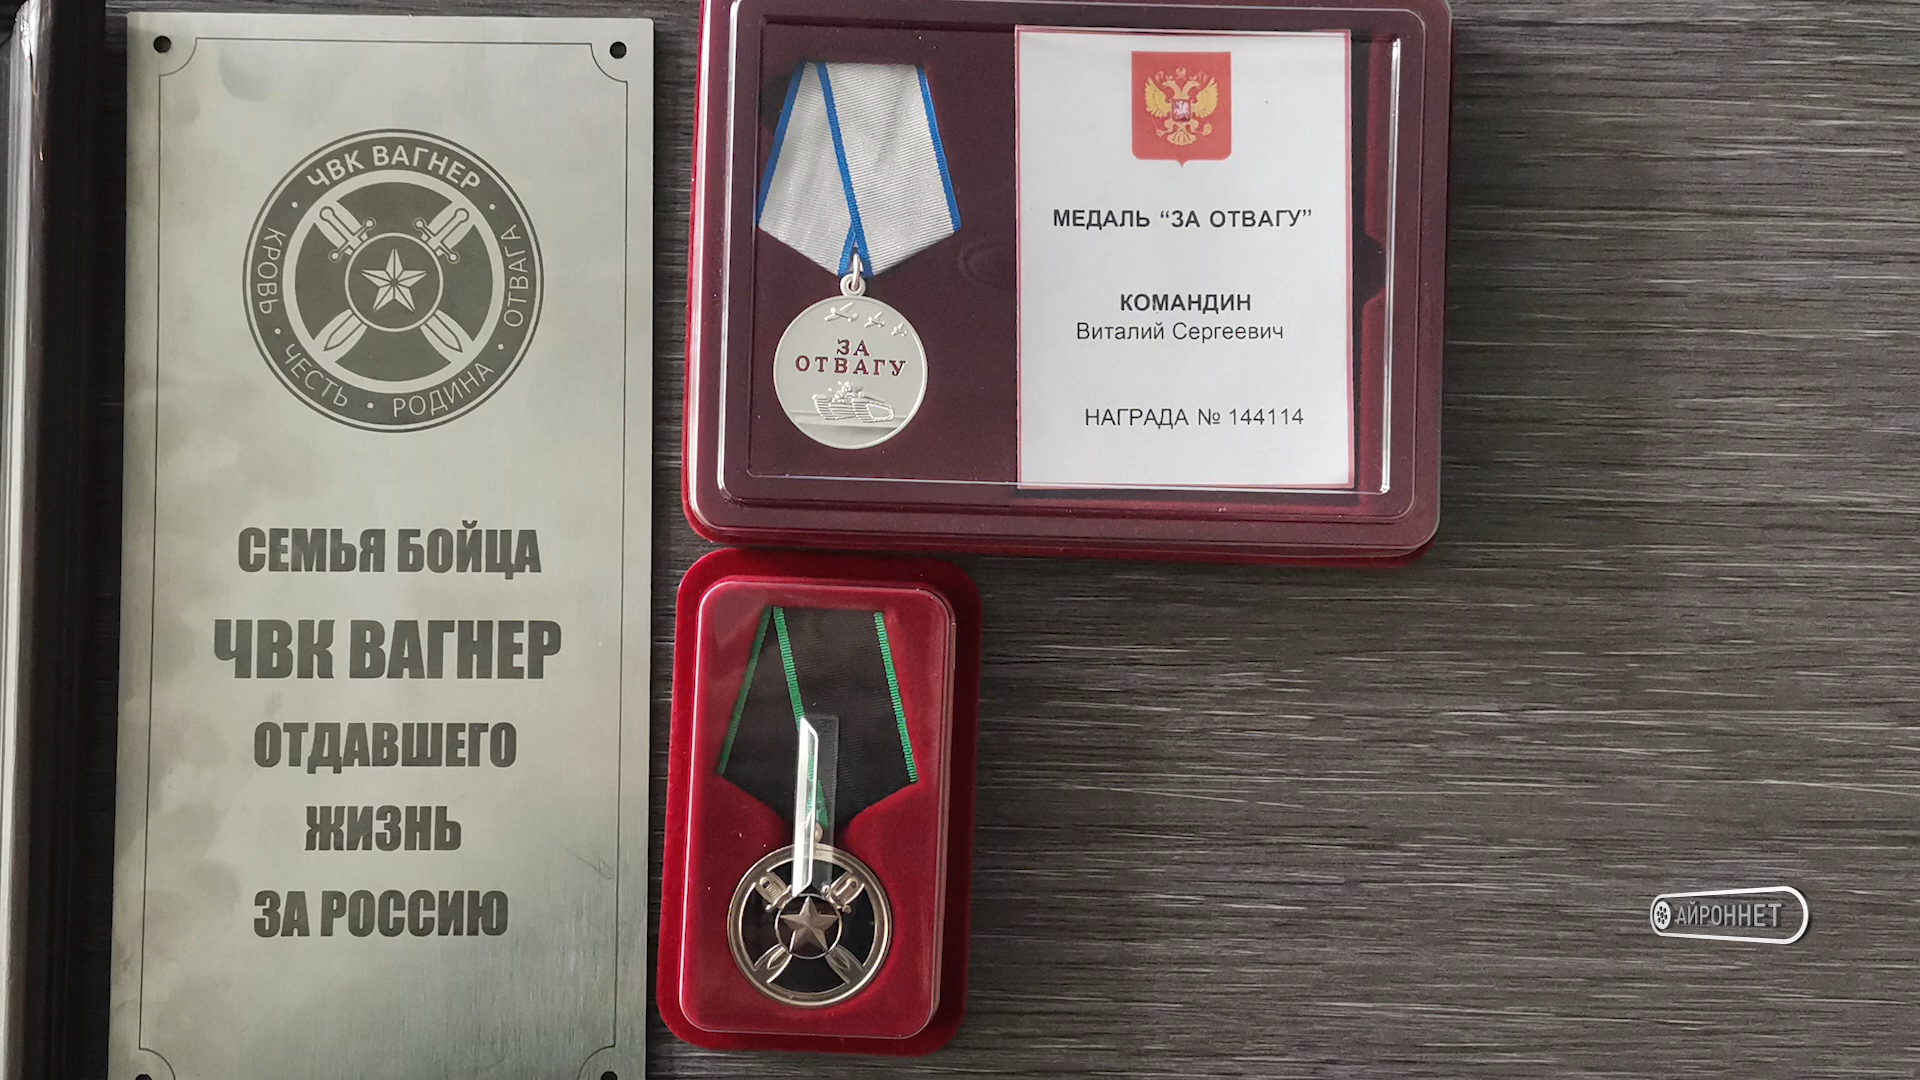 ЧВК ВАГНЕР
КРОВЬ • ЧЕСТЬ • РОДИНА • ОТВАГА
СЕМЬЯ БОЙЦА
ЧВК ВАГНЕР
ОТДАВШЕГО
ЖИЗНЬ
ЗА РОССИЮ
ЗА
ОТВАГУ
МЕДАЛЬ “ЗА ОТВАГУ”
КОМАНДИН
Виталий Сергеевич
НАГРАДА № 144114
АЙРОННЕТ